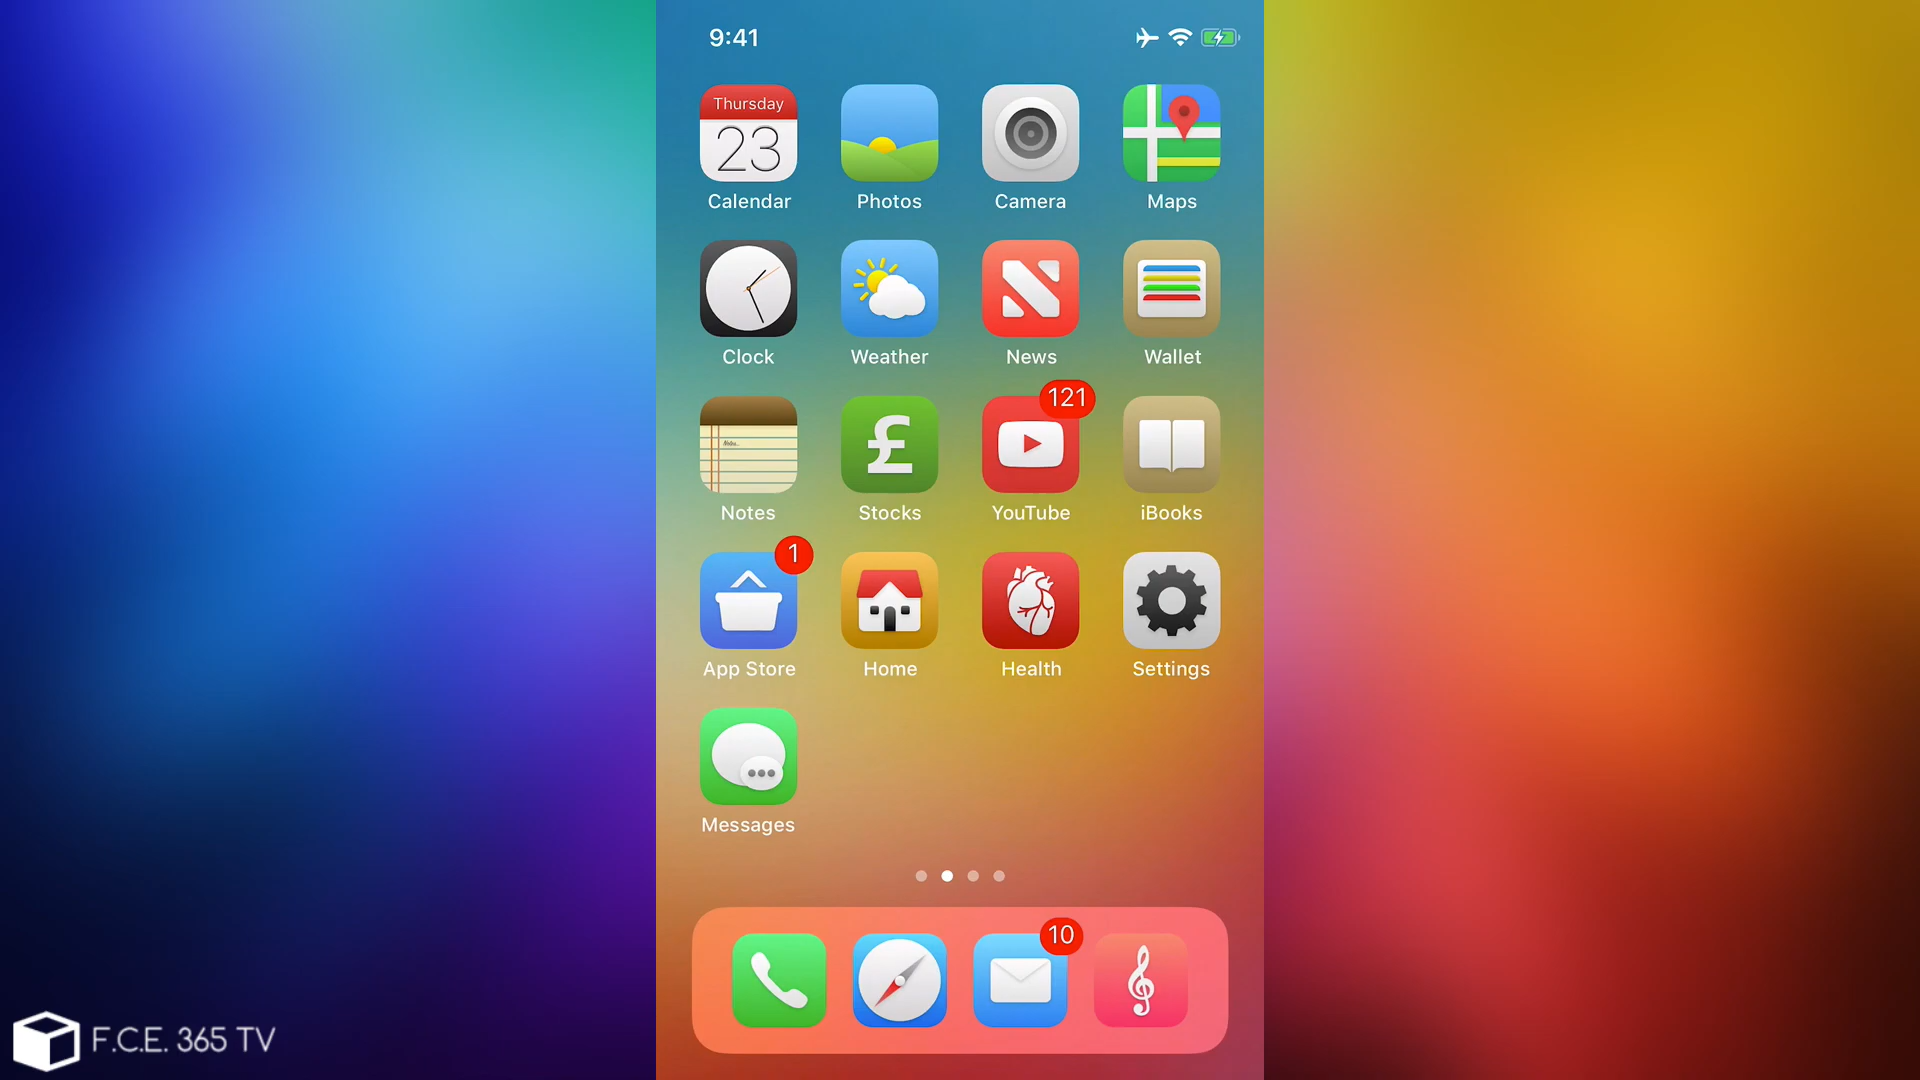 9:41
Thursday
23
Calendar
Photos
Camera
Maps
Clock
Weather
News
Wallet
Notes...
Notes
£
Stocks
121
YouTube
iBooks
1
App Store
Home
Health
Settings
Messages
10
F.C.E. 365 TV